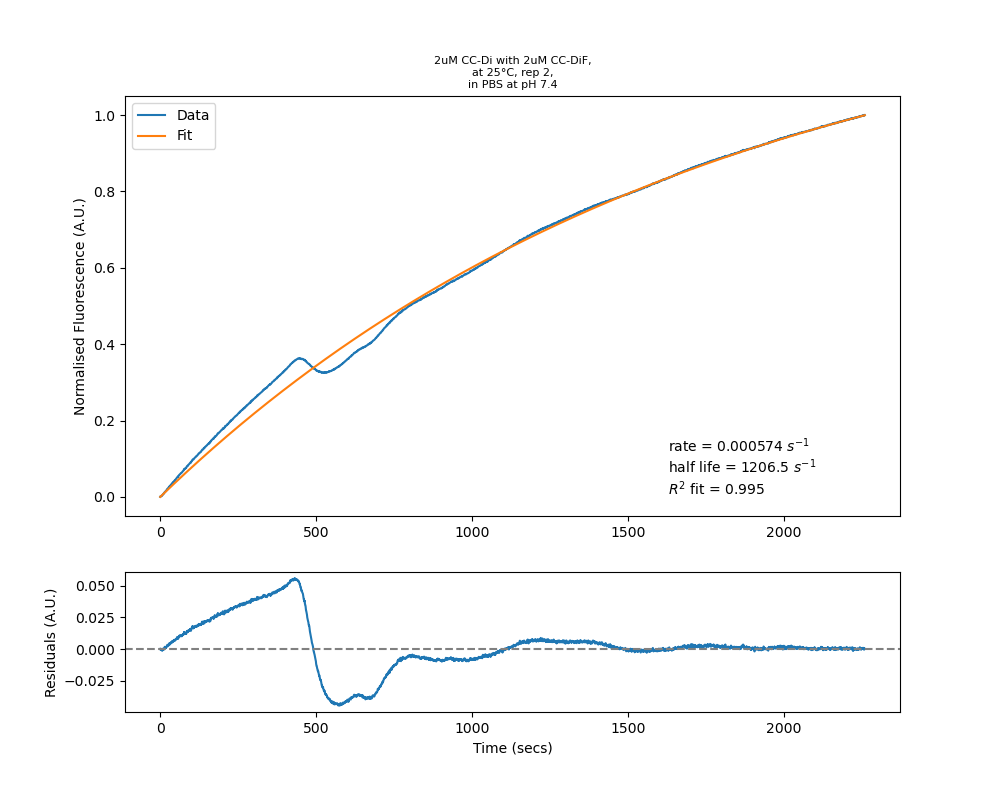 2uM CC-Di with 2uM CC-DiF,
at 25°C, rep 2,
in PBS at pH 7.4
Data
Fit
Normalised Fluorescence (A.U.)
1.0
0.8
0.6
0.4
0.2
0.0
rate = 0.000574 s⁻¹
half life = 1206.5 s⁻¹
R² fit = 0.995
0 500 1000 1500 2000
Residuals (A.U.)
0.050
0.025
0.000
−0.025
0 500 1000 1500 2000
Time (secs)